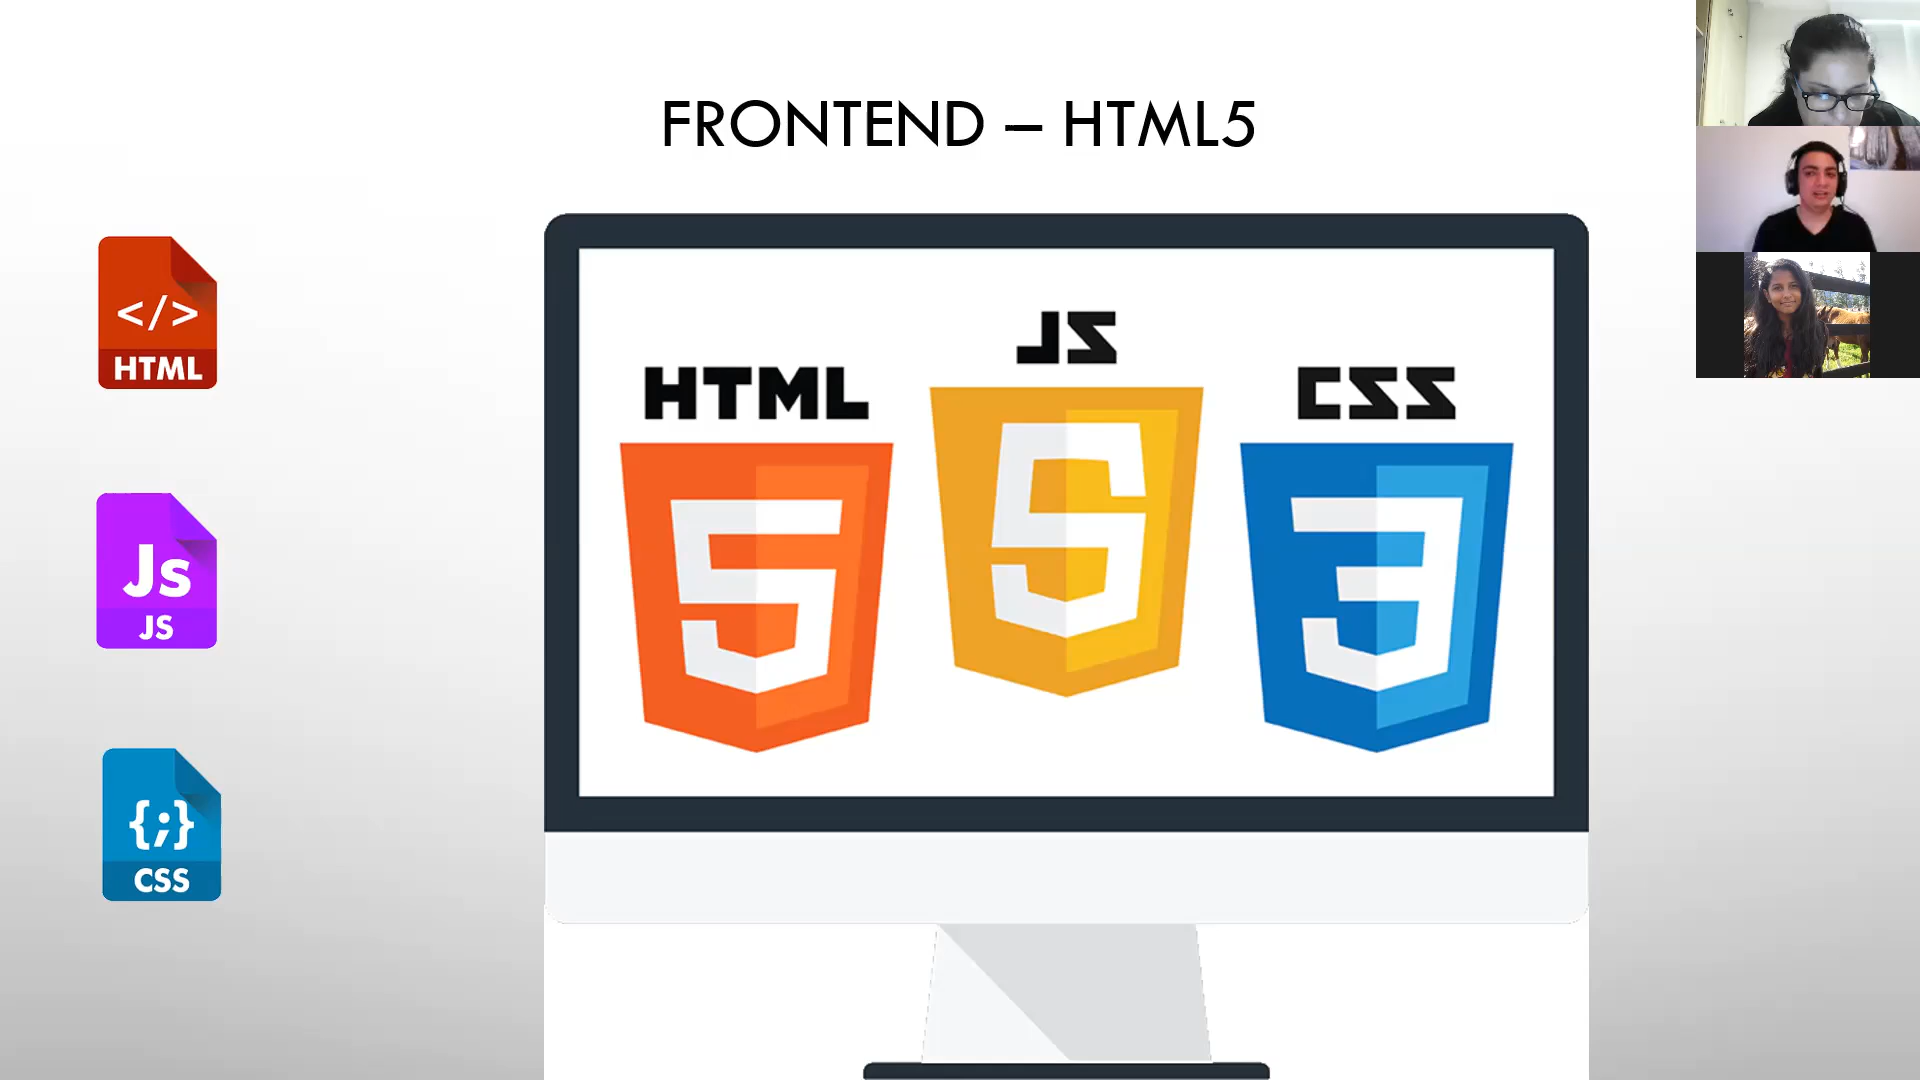 FRONTEND – HTML5
</>
HTML
Js
JS
{;}
CSS
HTML
5
JS
5
CSS
3